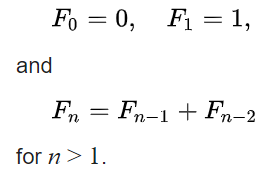 F₀ = 0, F₁ = 1,
and
Fₙ = Fₙ₋₁ + Fₙ₋₂
for n > 1.